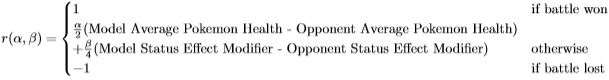 r(α, β) = { 1 if battle won
α/2 (Model Average Pokemon Health - Opponent Average Pokemon Health)
+ β/4 (Model Status Effect Modifier - Opponent Status Effect Modifier) otherwise
−1 if battle lost